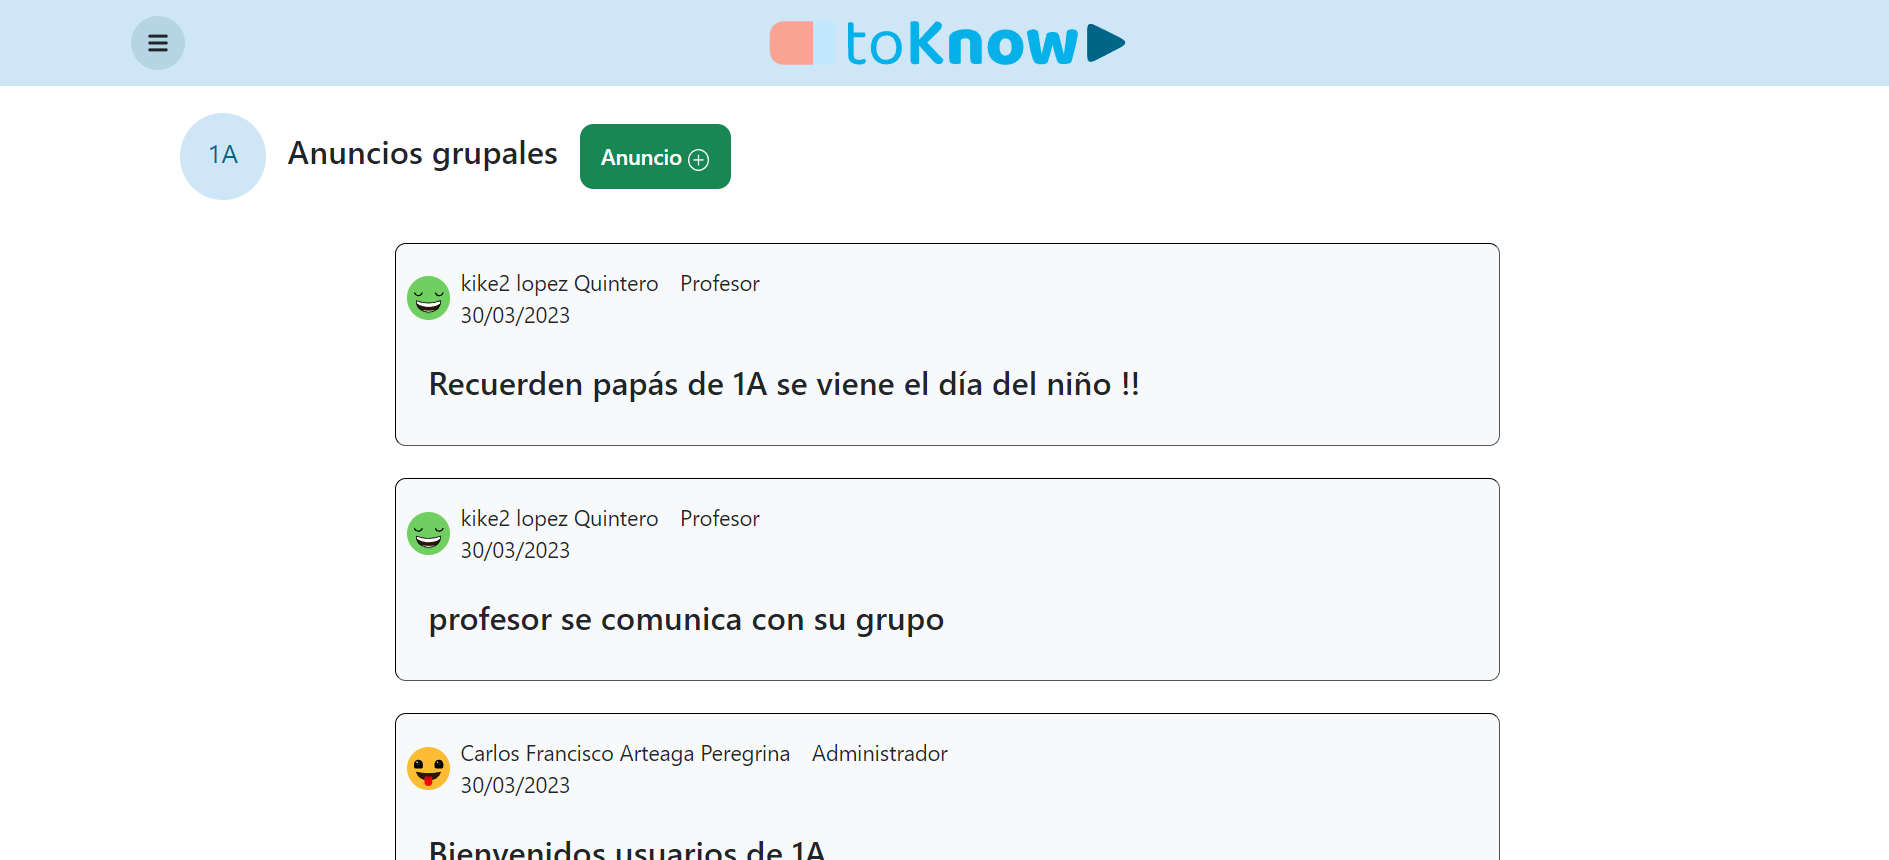 toKnow
1A
Anuncios grupales
Anuncio
kike2 lopez Quintero Profesor
30/03/2023
Recuerden papás de 1A se viene el día del niño !!
kike2 lopez Quintero Profesor
30/03/2023
profesor se comunica con su grupo
Carlos Francisco Arteaga Peregrina Administrador
30/03/2023
Bienvenidos usuarios de 1A